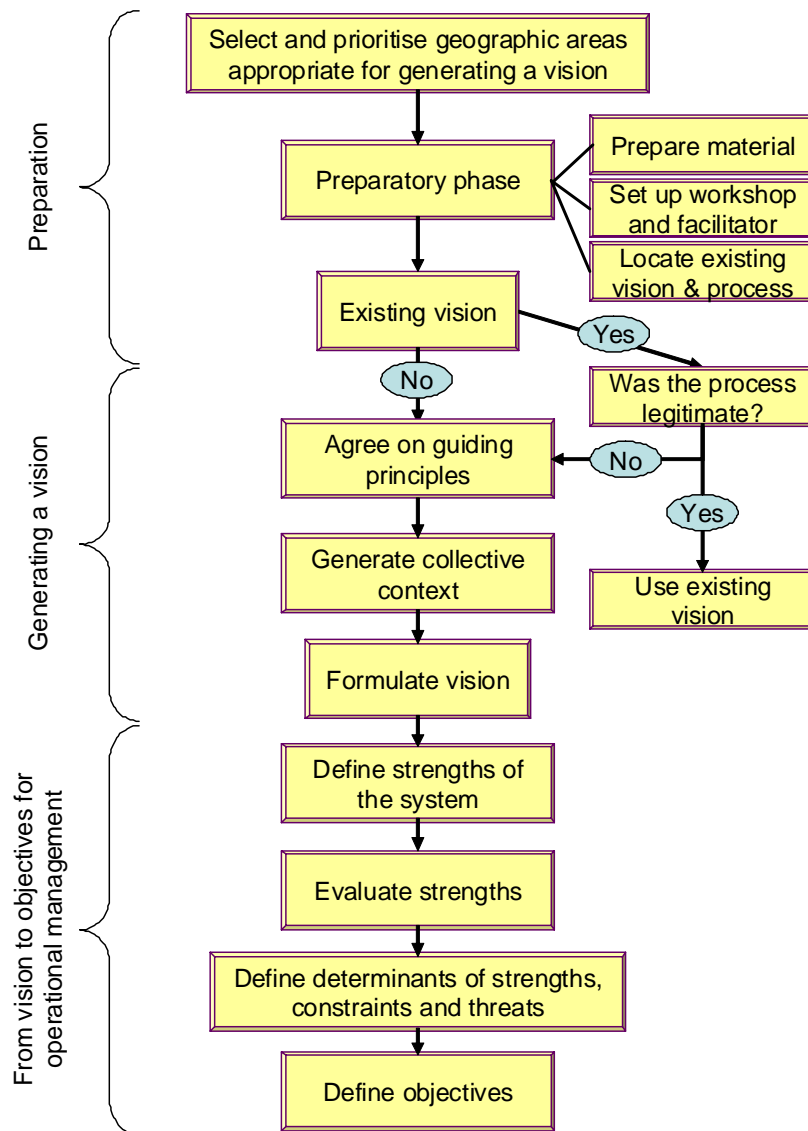 Preparation
Select and prioritise geographic areas
appropriate for generating a vision
Preparatory phase
Prepare material
Set up workshop
and facilitator
Locate existing
vision & process
Existing vision
Yes
No
Was the process
legitimate?
Generating a vision
Agree on guiding
principles
No
Yes
Generate collective
context
Use existing
vision
Formulate vision
From vision to objectives for
operational management
Define strengths of
the system
Evaluate strengths
Define determinants of strengths,
constraints and threats
Define objectives